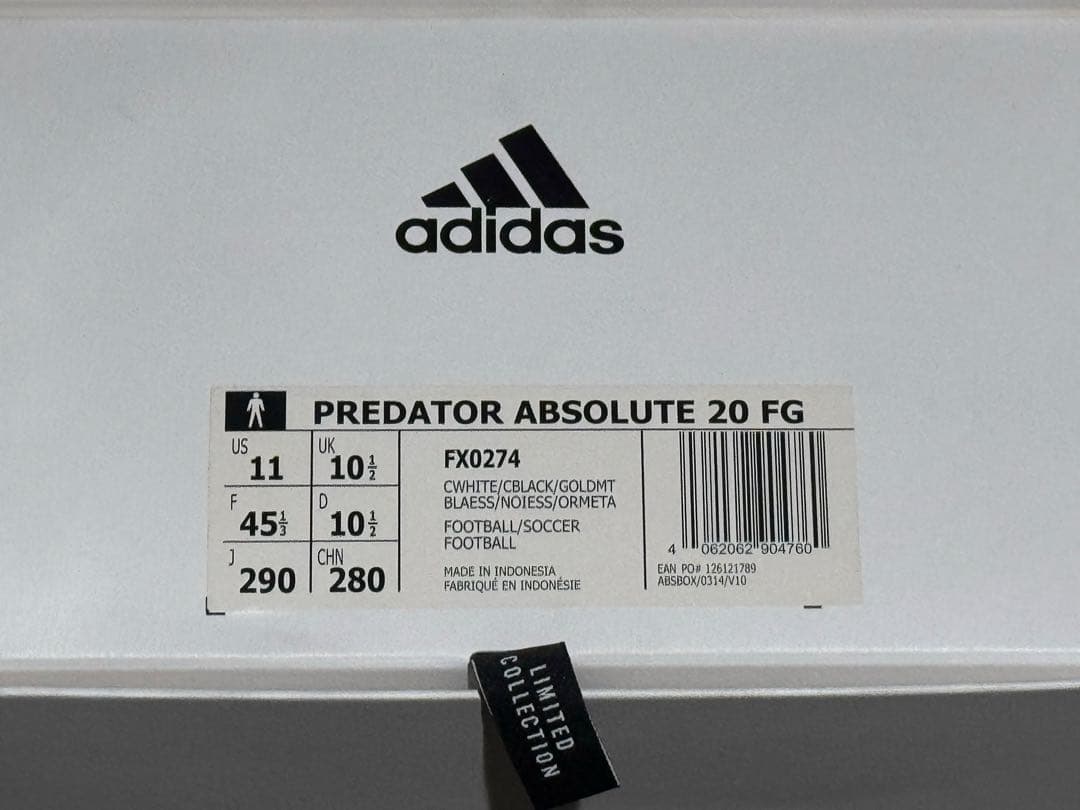 adidas
PREDATOR ABSOLUTE 20 FG
US
11
UK
10½
F
45⅓
D
10½
J
290
CHN
280
FX0274
CWHITE/CBLACK/GOLDMT
BLAESS/NOIESS/ORMETA
FOOTBALL/SOCCER
FOOTBALL
MADE IN INDONESIA
FABRIQUÉ EN INDONÉSIE
4 062062 904760
EAN PO# 126121789
ABSBOX/0314/V10
LIMITED
COLLECTION